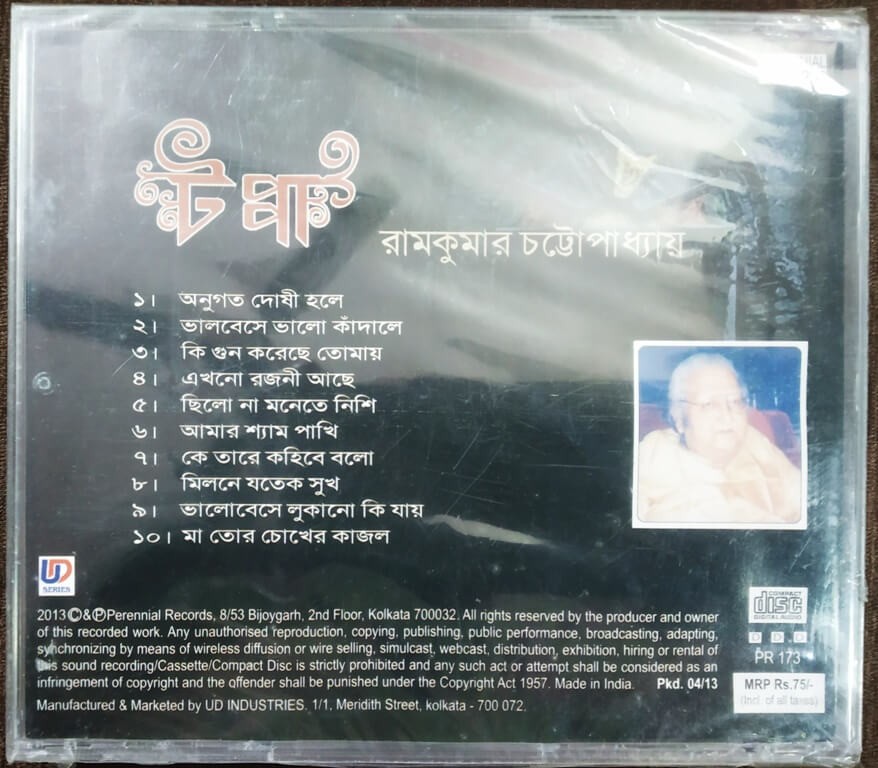 টপ্পা
রামকুমার চট্টোপাধ্যায়
১। অনুগত দোষী হলে
২। ভালবেসে ভালো কাঁদালে
৩। কি গুন করেছে তোমায়
৪। এখনো রজনী আছে
৫। ছিলো না মনেতে নিশি
৬। আমার শ্যাম পাখি
৭। কে তারে কহিবে বলো
৮। মিলনে যতেক সুখ
৯। ভালোবেসে লুকানো কি যায়
১০। মা তোর চোখের কাজল
UD
SERIES
2013©&℗Perennial Records, 8/53 Bijoygarh, 2nd Floor, Kolkata 700032. All rights reserved by the producer and owner
of this recorded work. Any unauthorised reproduction, copying, publishing, public performance, broadcasting, adapting,
synchronizing by means of wireless diffusion or wire selling, simulcast, webcast, distribution, exhibition, hiring or rental of
this sound recording/Cassette/Compact Disc is strictly prohibited and any such act or attempt shall be considered as an
infringement of copyright and the offender shall be punished under the Copyright Act 1957. Made in India. Pkd. 04/13
Manufactured & Marketed by UD INDUSTRIES. 1/1, Meridith Street, kolkata - 700 072.
COMPACT
disc
DIGITAL AUDIO
D D D
PR 173
MRP Rs.75/-
(Incl. of all taxes)